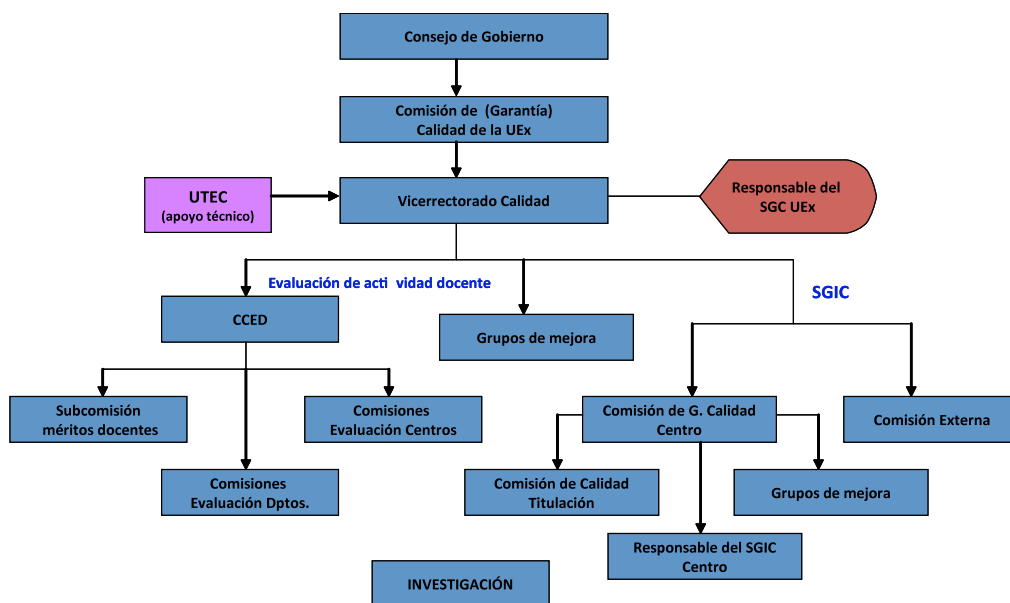 Consejo de Gobierno
Comisión de (Garantía)
Calidad de la UEx
UTEC
(apoyo técnico)
Vicerrectorado Calidad
Responsable del
SGC UEx
Evaluación de acti vidad docente
SGIC
CCED
Grupos de mejora
Subcomisión
méritos docentes
Comisiones
Evaluación Centros
Comisión de G. Calidad
Centro
Comisión Externa
Comisiones
Evaluación Dptos.
Comisión de Calidad
Titulación
Grupos de mejora
Responsable del SGIC
Centro
INVESTIGACIÓN